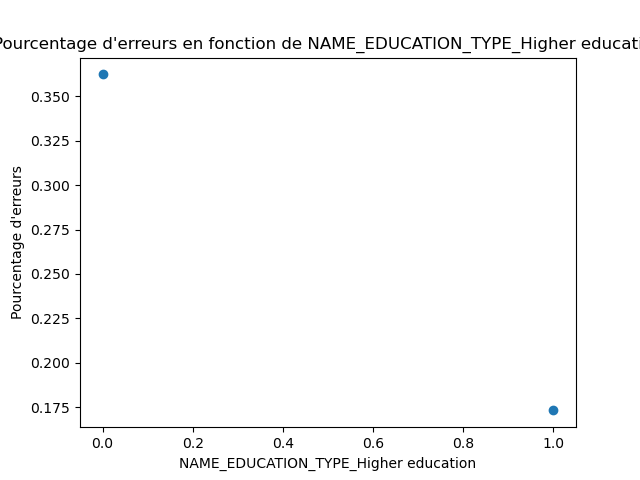 Pourcentage d'erreurs en fonction de NAME_EDUCATION_TYPE_Higher educati
0.350
0.325
0.300
0.275
0.250
0.225
0.200
0.175
Pourcentage d'erreurs
0.0 0.2 0.4 0.6 0.8 1.0
NAME_EDUCATION_TYPE_Higher education